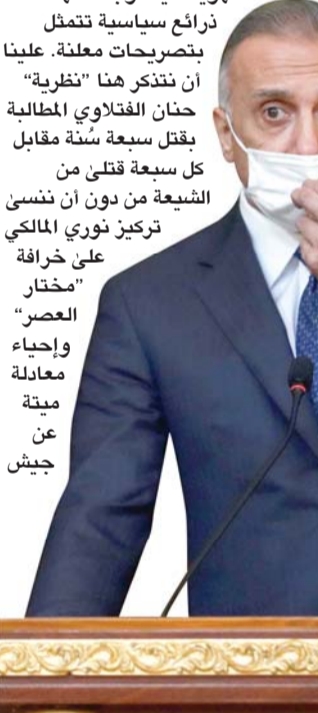 ذرائع سياسية تتمثل
بتصريحات معلنة. علينا
أن نتذكر هنا ”نظرية“
حنان الفتلاوي المطالبة
بقتل سبعة سُنة مقابل
كل سبعة قتلىٰ من
الشيعة من دون أن ننسىٰ
تركيز نوري المالكي
علىٰ خرافة
”مختار
العصر“
وإحياء
معادلة
ميتة
عن
جيش